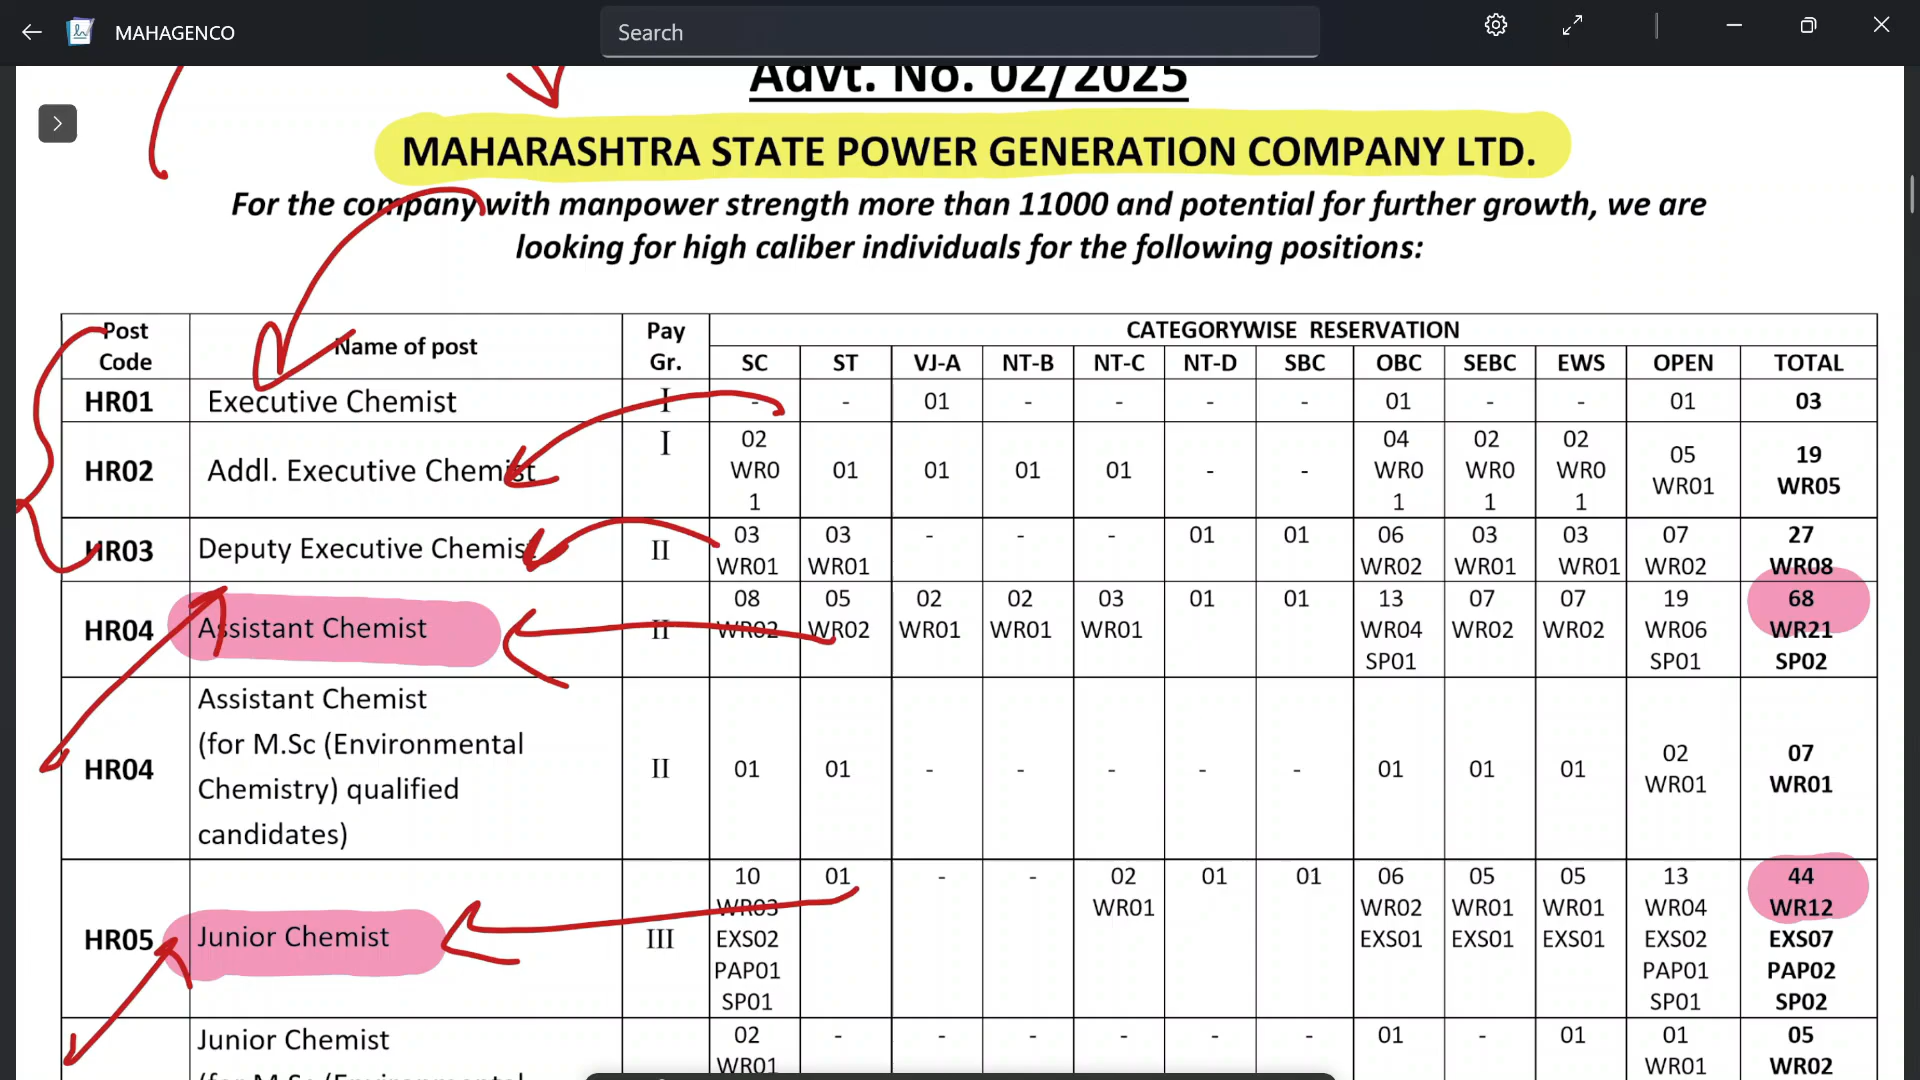 MAHAGENCO
Search
Advt. No. 02/2025
MAHARASHTRA STATE POWER GENERATION COMPANY LTD.
For the company with manpower strength more than 11000 and potential for further growth, we are
looking for high caliber individuals for the following positions:
Post Code Name of post Pay Gr. CATEGORYWISE RESERVATION
SC ST VJ-A NT-B NT-C NT-D SBC OBC SEBC EWS OPEN TOTAL
HR01 Executive Chemist I - - 01 - - - - 01 - - 01 03
HR02 Addl. Executive Chemist I 02 WR0 1 01 01 01 01 - - 04 WR0 1 02 WR0 1 02 WR0 1 05 WR01 19 WR05
HR03 Deputy Executive Chemist II 03 WR01 03 WR01 - - - 01 01 06 WR02 03 WR01 03 WR01 07 WR02 27 WR08
HR04 Assistant Chemist II 08 WR02 05 WR02 02 WR01 02 WR01 03 WR01 01 01 13 WR04 SP01 07 WR02 07 WR02 19 WR06 SP01 68 WR21 SP02
HR04 Assistant Chemist (for M.Sc (Environmental Chemistry) qualified candidates) II 01 01 - - - - - 01 01 01 02 WR01 07 WR01
HR05 Junior Chemist III 10 WR03 EXS02 PAP01 SP01 01 - - 02 WR01 01 01 06 WR02 EXS01 05 WR01 EXS01 05 WR01 EXS01 13 WR04 EXS02 PAP01 SP01 44 WR12 EXS07 PAP02 SP02
Junior Chemist 02 WR01 - - - - - - 01 - 01 01 WR01 05 WR02